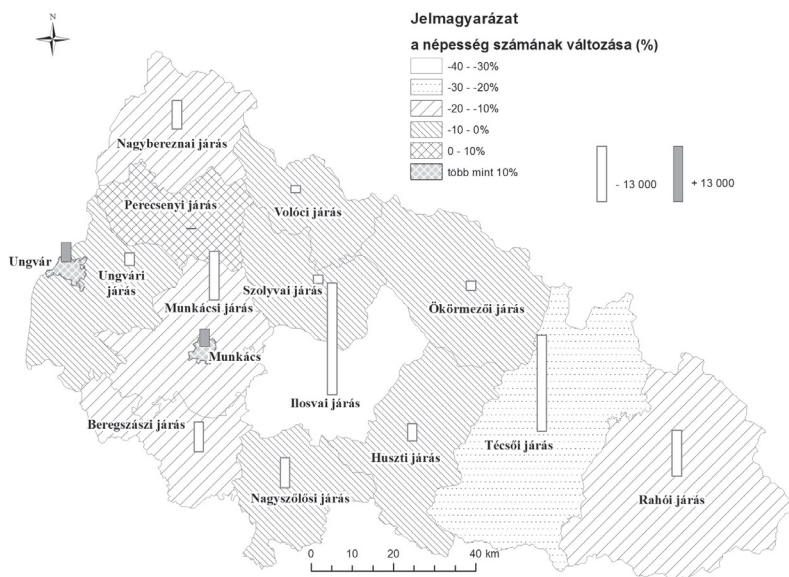 N
Jelmagyarázat
a népesség számának változása (%)
-40 - -30%
-30 - -20%
-20 - -10%
-10 - 0%
0 - 10%
több mint 10%
- 13 000
+ 13 000
Nagybereznai járás
Perecsenyi járás
Volóci járás
Ungvár
Ungvári
járás
Munkácsi járás
Szolyvai járás
Ökörmezői járás
Munkács
Ilosvai járás
Beregszászi járás
Huszti járás
Técsői járás
Nagyszőlősi járás
Rahói járás
0 10 20 40 km